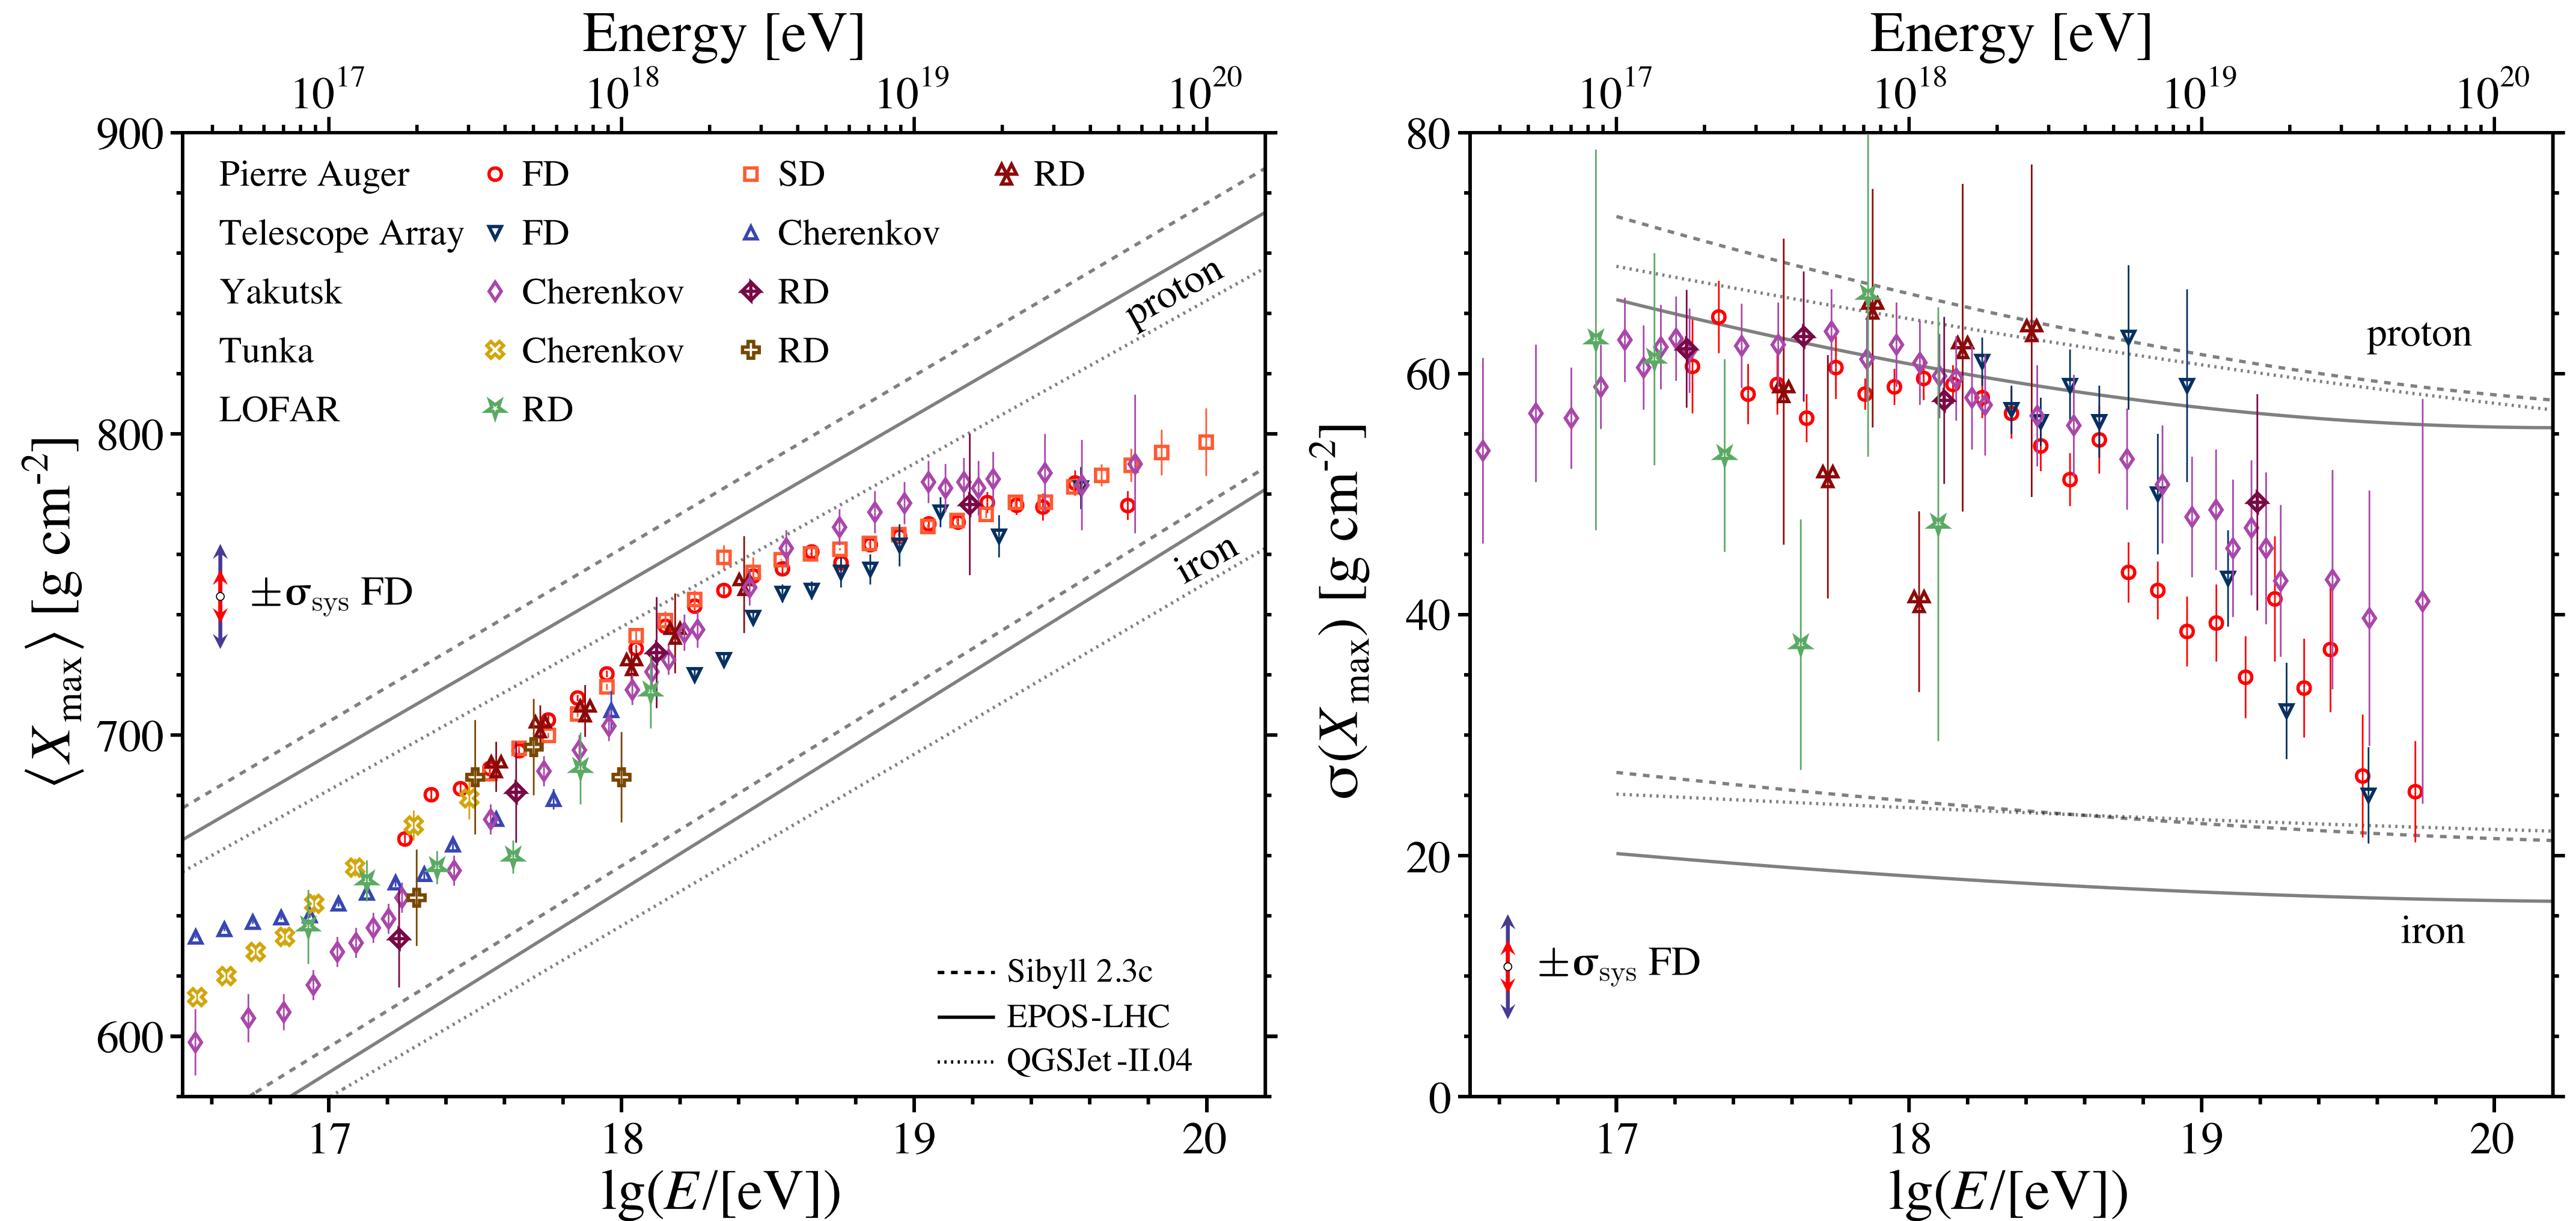 Energy [eV]
10^17 10^18 10^19 10^20
900
800
700
600
⟨Xmax⟩ [g cm^-2]
Pierre Auger FD SD RD
Telescope Array FD Cherenkov
Yakutsk Cherenkov RD
Tunka Cherenkov RD
LOFAR RD
proton
iron
±σsys FD
Sibyll 2.3c
EPOS-LHC
QGSJet-II.04
17 18 19 20
lg(E/[eV])
Energy [eV]
10^17 10^18 10^19 10^20
80
60
40
20
0
σ(Xmax) [g cm^-2]
proton
iron
±σsys FD
17 18 19 20
lg(E/[eV])